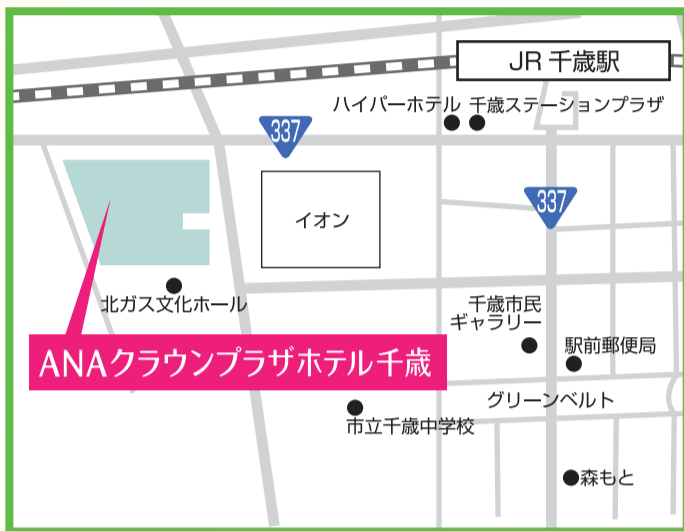 JR 千歳駅
ハイパーホテル
千歳ステーションプラザ
337
337
イオン
北ガス文化ホール
千歳市民
ギャラリー
駅前郵便局
ANAクラウンプラザホテル千歳
グリーンベルト
市立千歳中学校
森もと